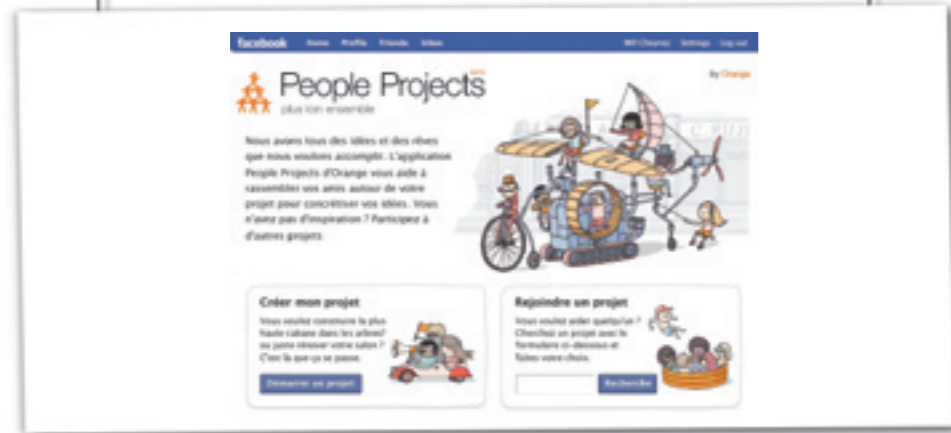 facebook Home Profile Friends Inbox Settings Log out
People Projects
by Orange
plus loin ensemble
Nous avons tous des idées et des rêves
que nous voulons accomplir. L'application
People Projects d'Orange vous aide à
rassembler vos amis autour de votre
projet pour concrétiser vos idées. Vous
n'avez pas d'inspiration ? Participez à
d'autres projets
Créer mon projet
Vous voulez construire la plus
haute cabane dans les arbres?
ou juste rénover votre salon ?
C'est là que ça se passe.
Démarrer un projet
Rejoindre un projet
Vous voulez aider quelqu'un ?
Cherchez un projet avec le
formulaire ci-dessous et
faites votre choix.
Recherche